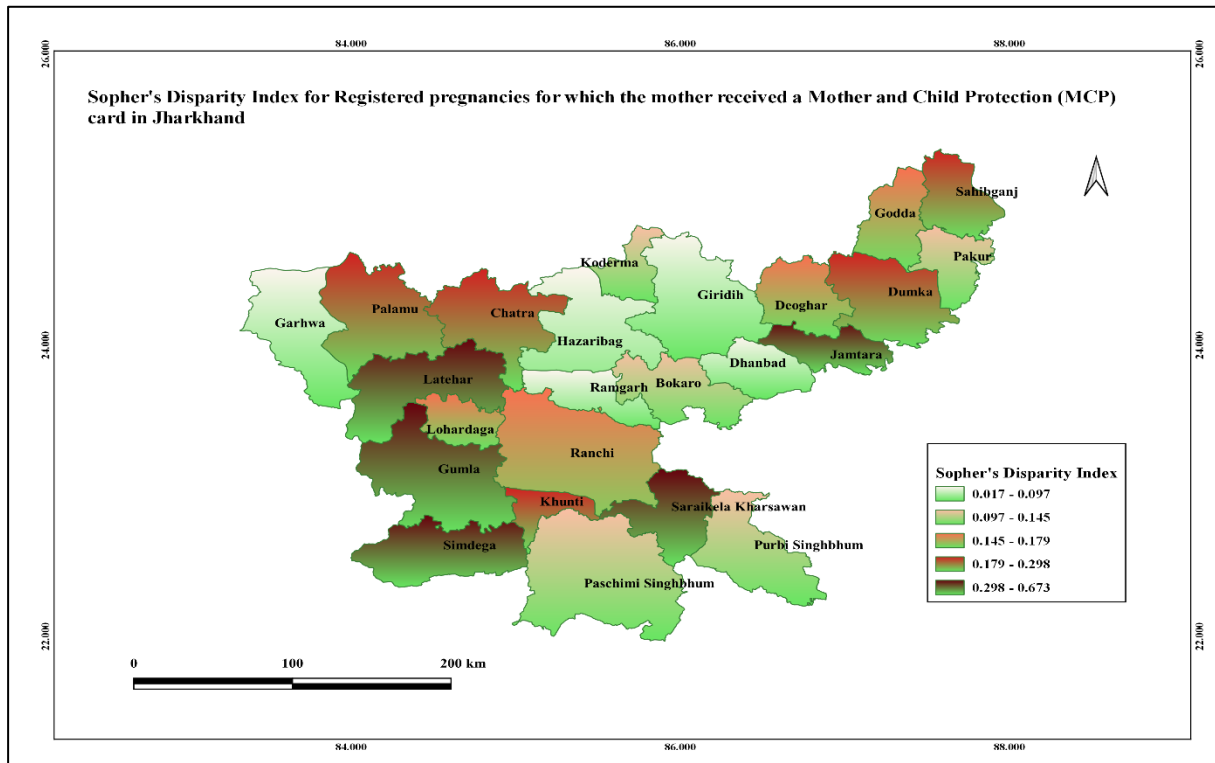 84.000 86.000 88.000
26.000 26.000
Sopher's Disparity Index for Registered pregnancies for which the mother received a Mother and Child Protection (MCP)
card in Jharkhand
Sahibganj
Godda
Pakur
Koderma
Giridih
Dumka
Deoghar
Palamu
Chatra
Garhwa
Hazaribag
24.000 24.000
Jamtara
Dhanbad
Latehar
Ramgarh
Bokaro
Lohardaga
Ranchi
Gumla
Sopher's Disparity Index
0.017 - 0.097
0.097 - 0.145
0.145 - 0.179
0.179 - 0.298
0.298 - 0.673
Khunti
Saraikela Kharsawan
Simdega
Purbi Singhbhum
Paschimi Singhbhum
22.000 22.000
0 100 200 km
84.000 86.000 88.000